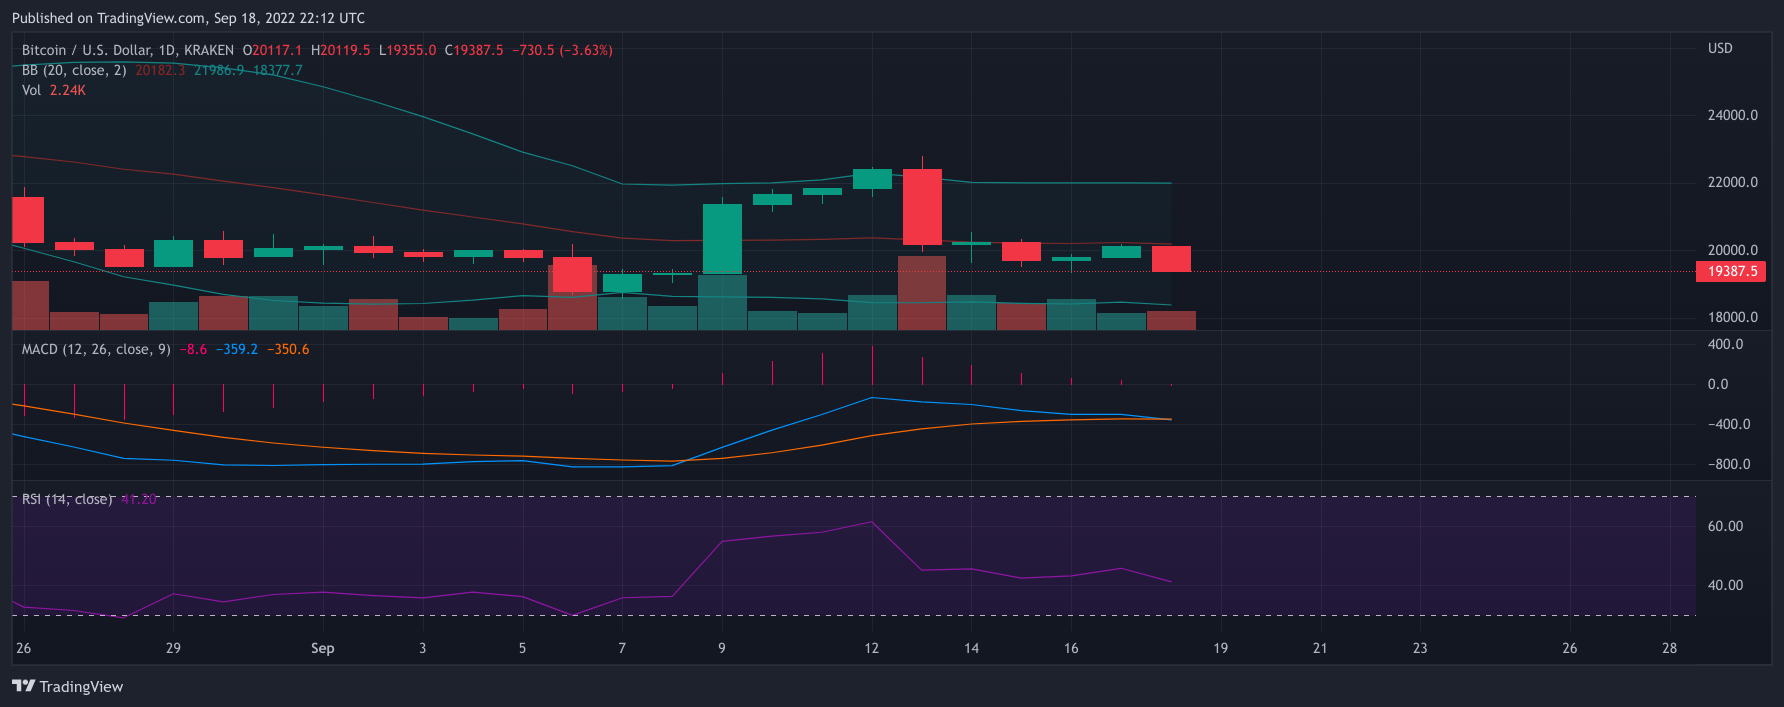 Published on TradingView.com, Sep 18, 2022 22:12 UTC
Bitcoin / U.S. Dollar, 1D, KRAKEN O20117.1 H20119.5 L19355.0 C19387.5 −730.5 (−3.63%)
USD
BB (20, close, 2) 20182.3 21986.9 18377.7
Vol 2.24K
24000.0
22000.0
20000.0
19387.5
18000.0
MACD (12, 26, close, 9) −8.6 −359.2 −350.6
400.0
0.0
−400.0
−800.0
RSI (14, close) 41.20
60.00
40.00
26 29 Sep 3 5 7 9 12 14 16 19 21 23 26 28
TradingView